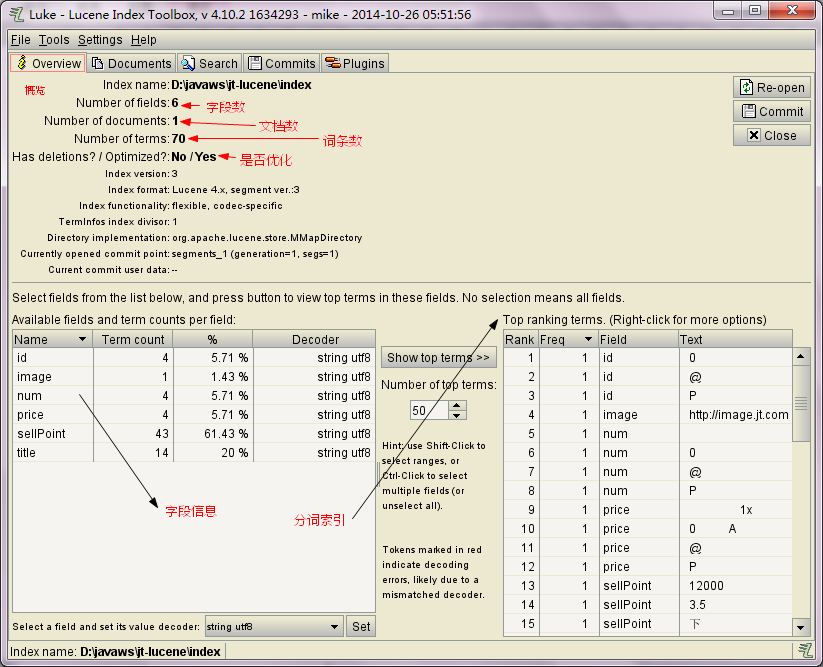 Luke - Lucene Index Toolbox, v 4.10.2 1634293 - mike - 2014-10-26 05:51:56
File Tools Settings Help
Overview Documents Search Commits Plugins
概览
Index name: D:\javaws\jt-lucene\index
Number of fields: 6 字段数
Number of documents: 1 文档数
Number of terms: 70 词条数
Has deletions? / Optimized?: No / Yes 是否优化
Index version: 3
Index format: Lucene 4.x, segment ver.:3
Index functionality: flexible, codec-specific
TermInfos index divisor: 1
Directory implementation: org.apache.lucene.store.MMapDirectory
Currently opened commit point: segments_1 (generation=1, segs=1)
Current commit user data: --
Re-open
Commit
Close
Select fields from the list below, and press button to view top terms in these fields. No selection means all fields.
Available fields and term counts per field:
Name Term count % Decoder
id 4 5.71 % string utf8
image 1 1.43 % string utf8
num 4 5.71 % string utf8
price 4 5.71 % string utf8
sellPoint 43 61.43 % string utf8
title 14 20 % string utf8
字段信息
Select a field and set its value decoder: string utf8 Set
Show top terms >>
Number of top terms:
50
Hint: use Shift-Click to
select ranges, or
Ctrl-Click to select
multiple fields (or
unselect all).
分词索引
Tokens marked in red
indicate decoding
errors, likely due to a
mismatched decoder.
Top ranking terms. (Right-click for more options)
Rank Freq Field Text
1 1 id 0
2 1 id @
3 1 id P
4 1 image http://image.jt.com
5 1 num
6 1 num 0
7 1 num @
8 1 num P
9 1 price 1x
10 1 price 0 A
11 1 price @
12 1 price P
13 1 sellPoint 12000
14 1 sellPoint 3.5
15 1 sellPoint 下
Index name: D:\javaws\jt-lucene\index